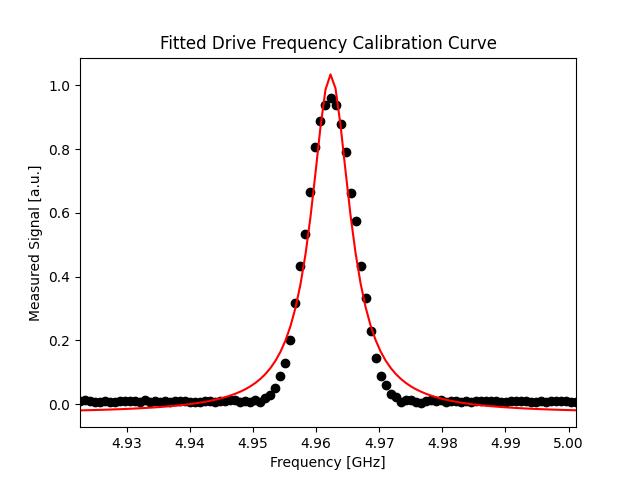 Fitted Drive Frequency Calibration Curve
1.0
0.8
0.6
0.4
0.2
0.0
Measured Signal [a.u.]
4.93 4.94 4.95 4.96 4.97 4.98 4.99 5.00
Frequency [GHz]